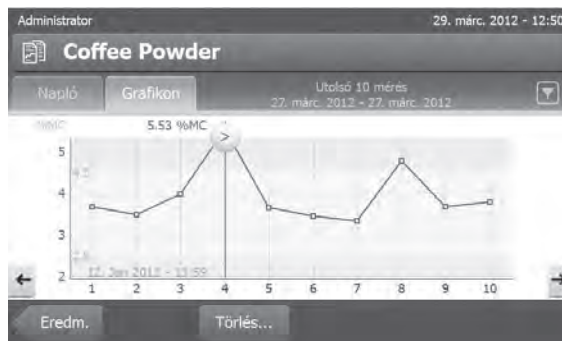 Administrator
29. márc. 2012 - 12:50
Coffee Powder
Napló
Grafikon
Utolsó 10 mérés
27. márc. 2012 - 27. márc. 2012
%MC
5.53 %MC
>
5
4.5
4
3
2
12. Jan 2012 - 13:59
1 2 3 4 5 6 7 8 9 10
Eredm.
Törlés...